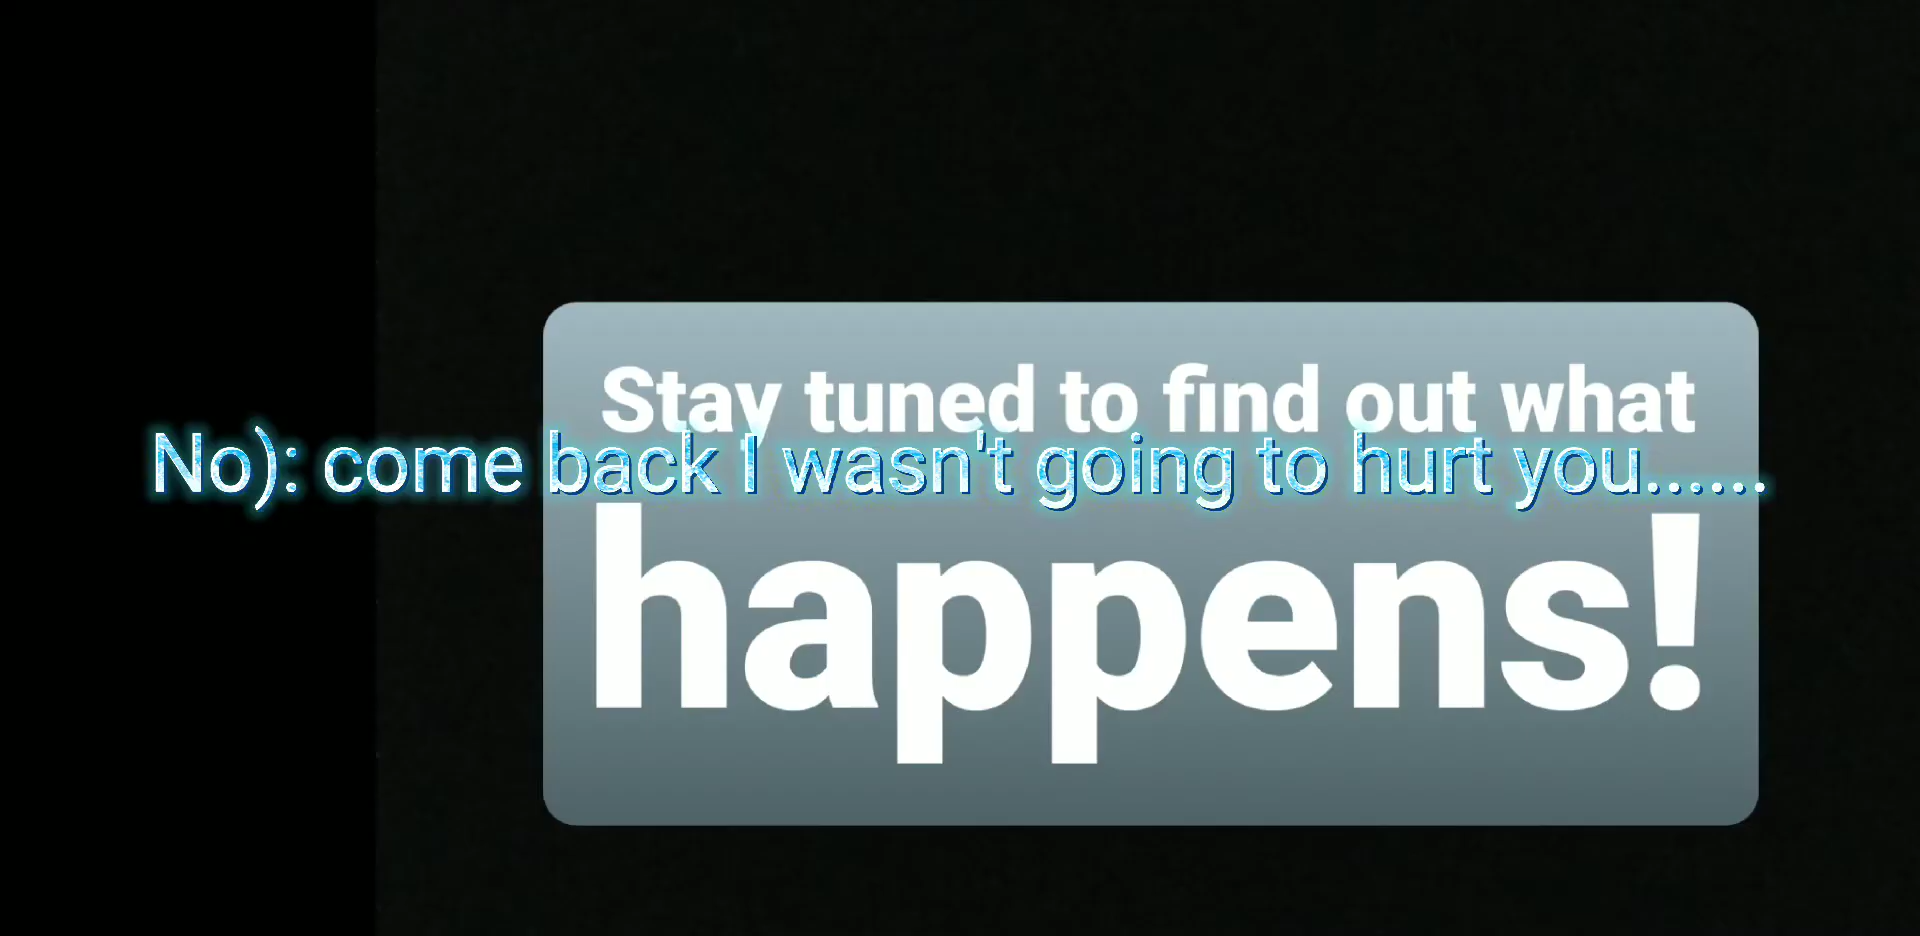 Stay tuned to find out what
No): come back I wasn't going to hurt you......
happens!